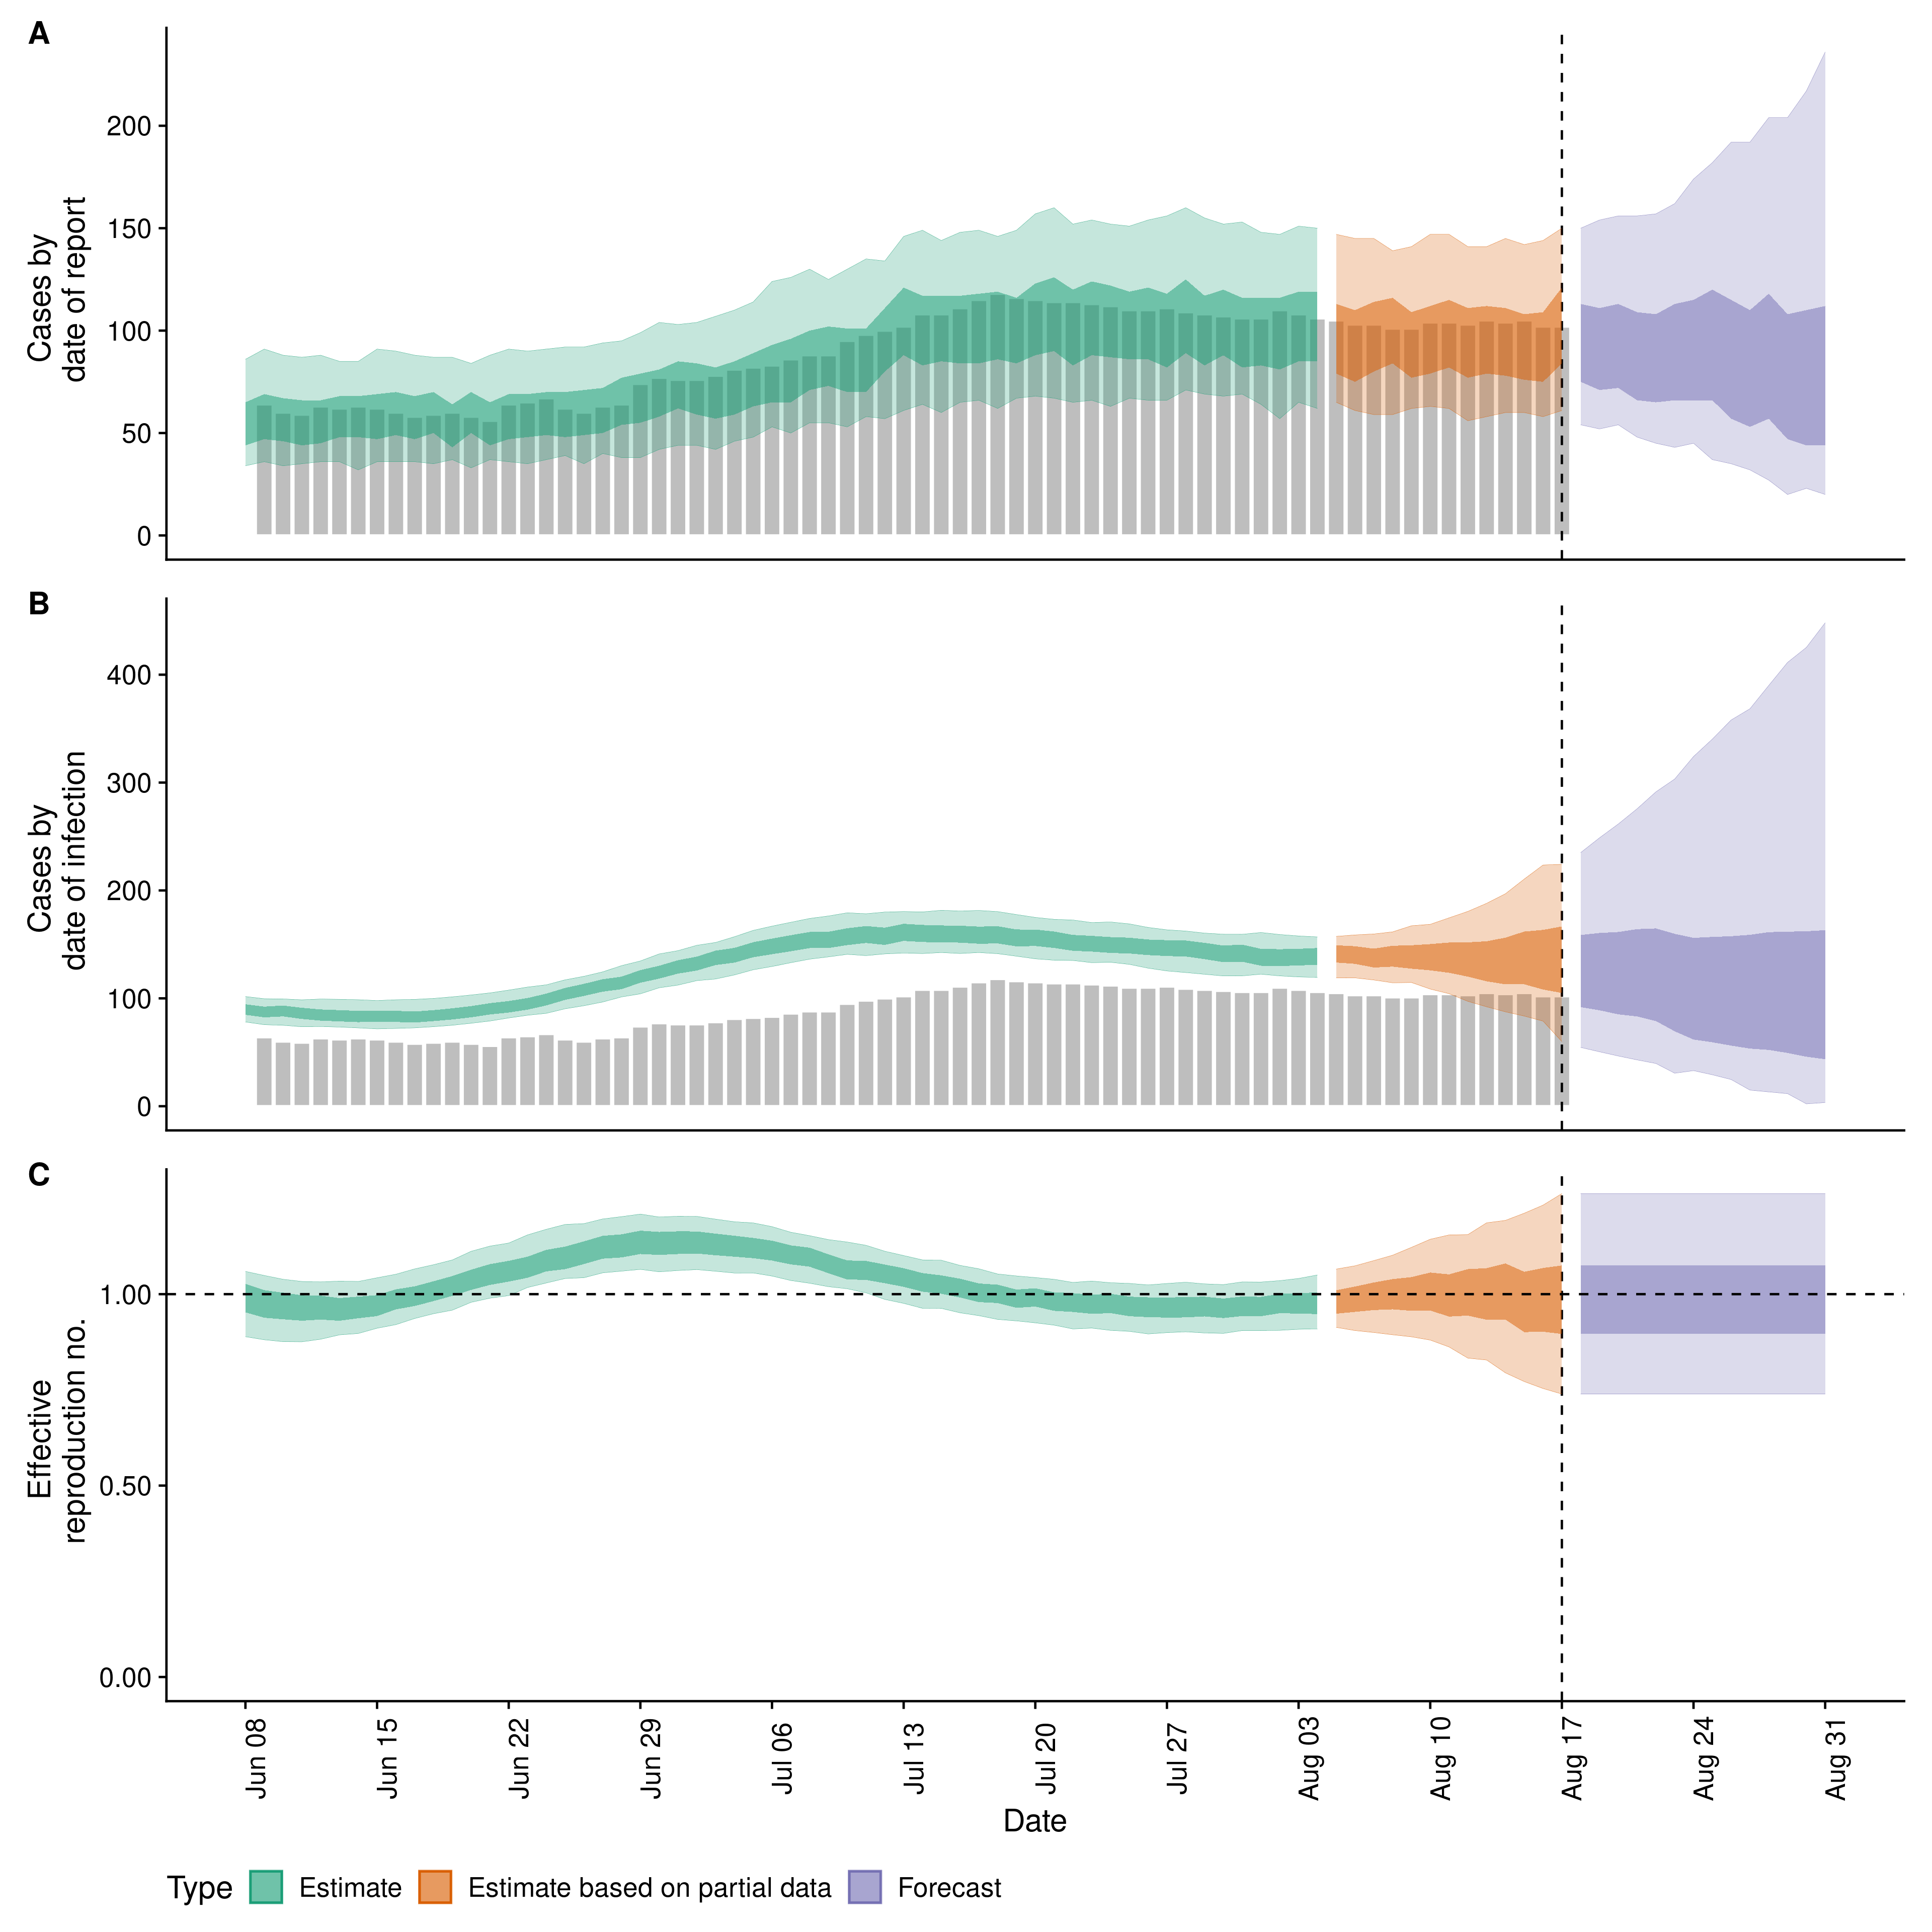 A
Cases by
date of report
200
150
100
50
0
B
Cases by
date of infection
400
300
200
100
0
C
Effective
reproduction no.
1.00
0.50
0.00
Jun 08
Jun 15
Jun 22
Jun 29
Jul 06
Jul 13
Jul 20
Jul 27
Aug 03
Aug 10
Aug 17
Aug 24
Aug 31
Date
Type Estimate Estimate based on partial data Forecast